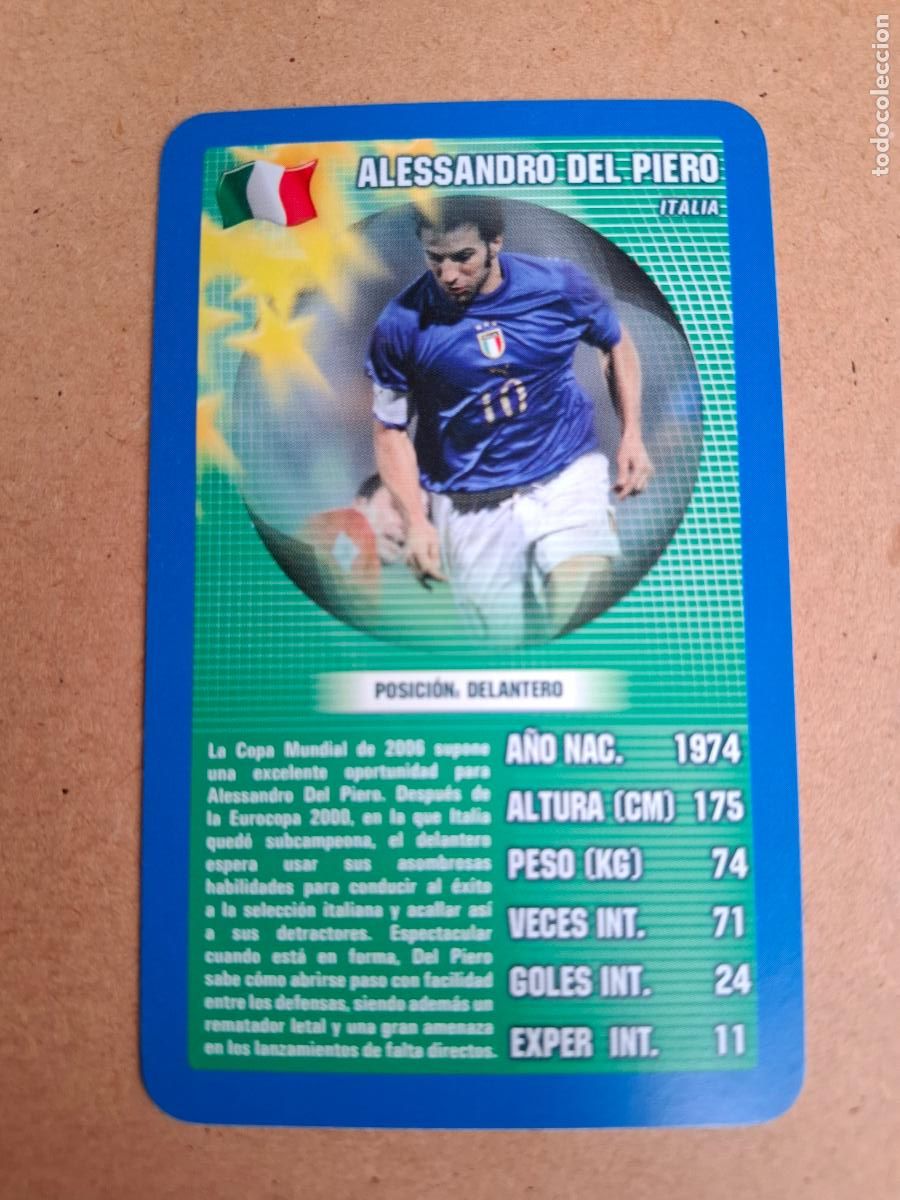 todocoleccion
ALESSANDRO DEL PIERO
ITALIA
10
POSICIÓN: DELANTERO
La Copa Mundial de 2006 supone
una excelente oportunidad para
Alessandro Del Piero. Después de
la Eurocopa 2000, en la que Italia
quedó subcampeona, el delantero
espera usar sus asombrosas
habilidades para conducir al éxito
a la selección italiana y acallar así
a sus detractores. Espectacular
cuando está en forma, Del Piero
sabe cómo abrirse paso con facilidad
entre los defensas, siendo además un
rematador letal y una gran amenaza
en los lanzamientos de falta directos.
AÑO NAC. 1974
ALTURA (CM) 175
PESO (KG) 74
VECES INT. 71
GOLES INT. 24
EXPER INT. 11